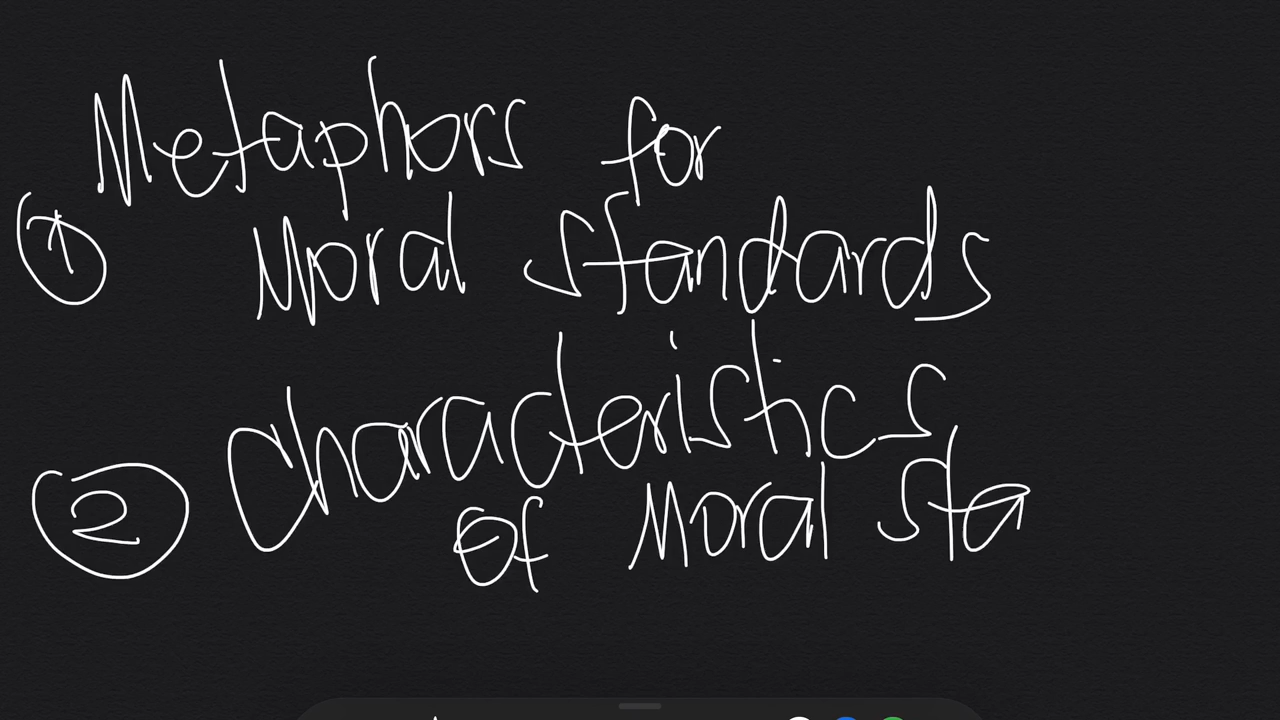 Metaphors for
① Moral Standards
Characteristics
② of Moral Sta